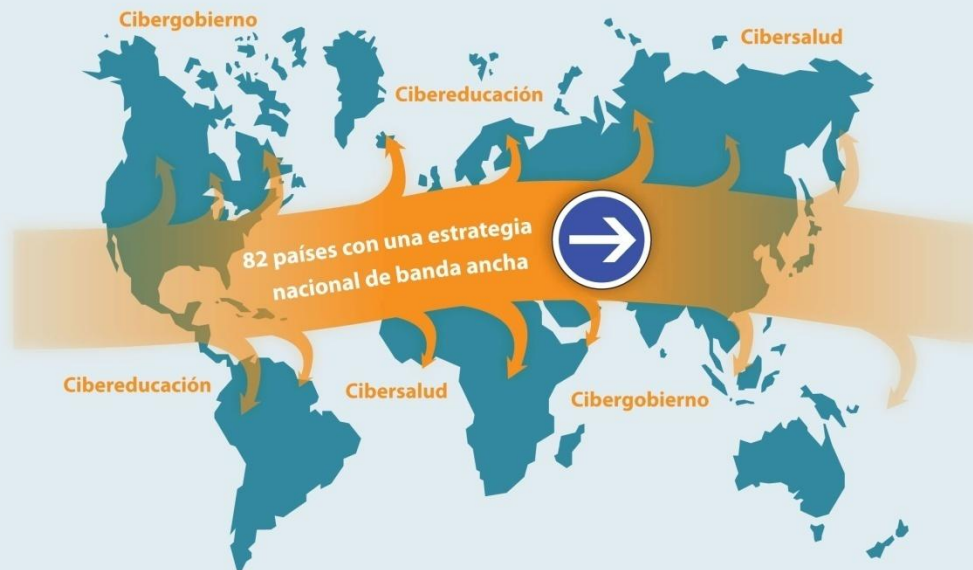 Cibergobierno
Cibersalud
Cibereducación
82 países con una estrategia
nacional de banda ancha
Cibereducación
Cibersalud
Cibergobierno